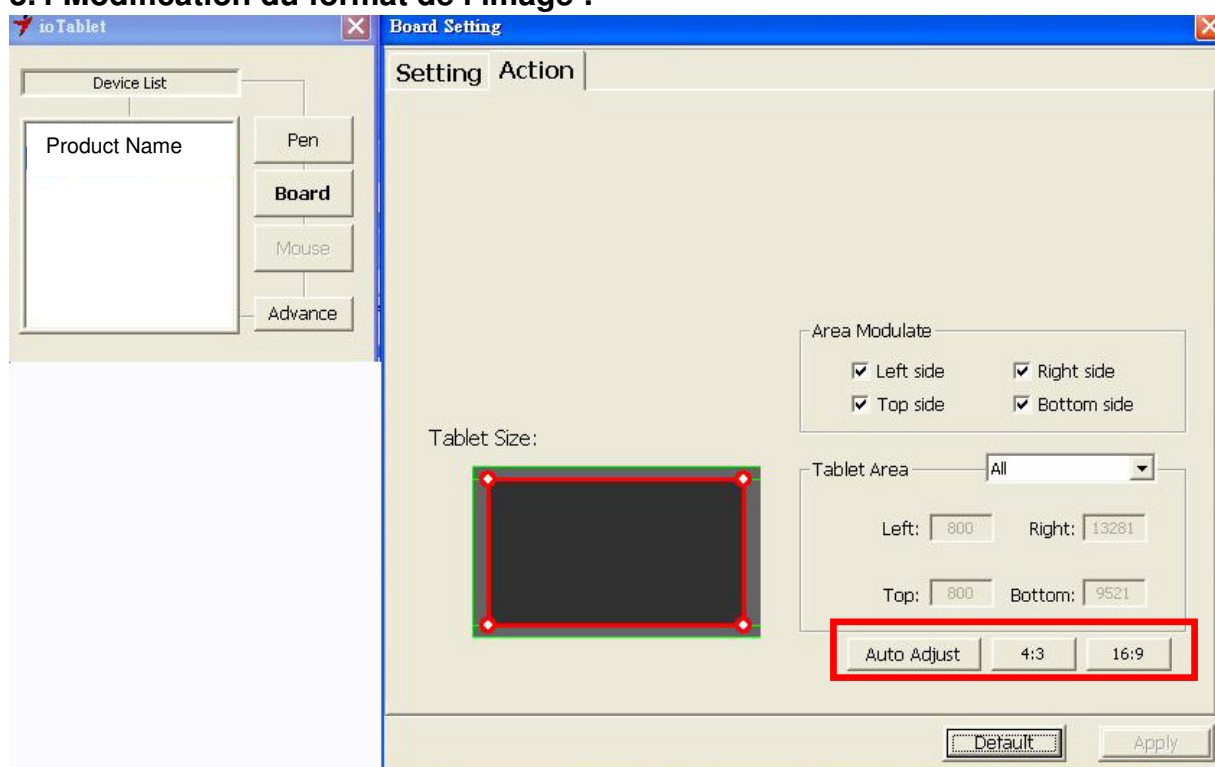 Modification du format de l'image :
ioTablet
Device List
Product Name
Pen
Board
Mouse
Advance
Board Setting
Setting Action
Area Modulate
Left side Right side
Top side Bottom side
Tablet Size:
Tablet Area All
Left: 800 Right: 13281
Top: 800 Bottom: 9521
Auto Adjust 4:3 16:9
Detault Apply